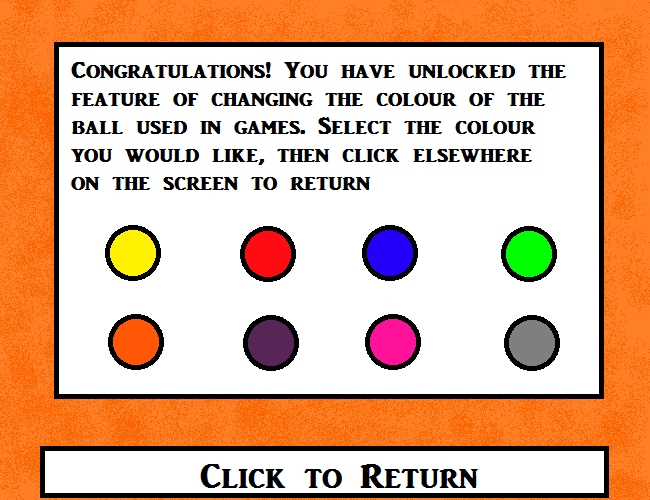 Congratulations! You have unlocked the
feature of changing the colour of the
ball used in games. Select the colour
you would like, then click elsewhere
on the screen to return
Click to Return